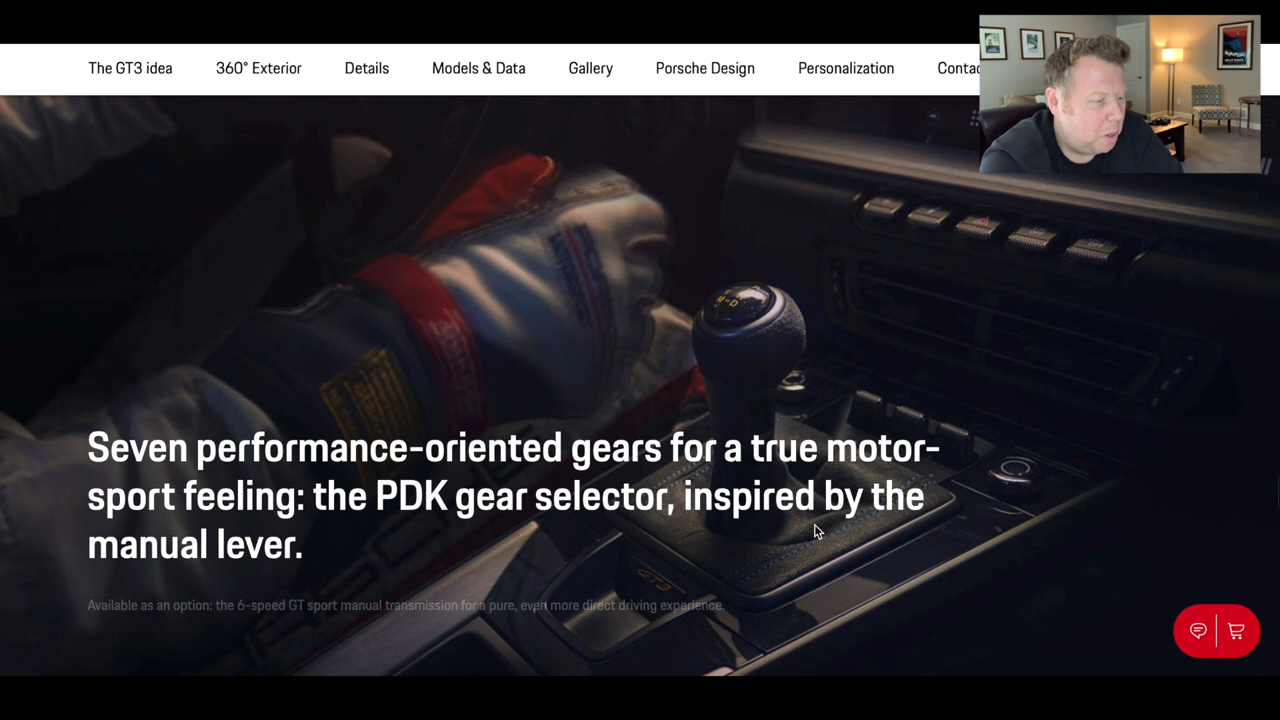 The GT3 idea
360° Exterior
Details
Models & Data
Gallery
Porsche Design
Personalization
M-D
Seven performance-oriented gears for a true motor-
sport feeling: the PDK gear selector, inspired by the
manual lever.
GT3
Available as an option: the 6-speed GT sport manual transmission for a pure, even more direct driving experience.